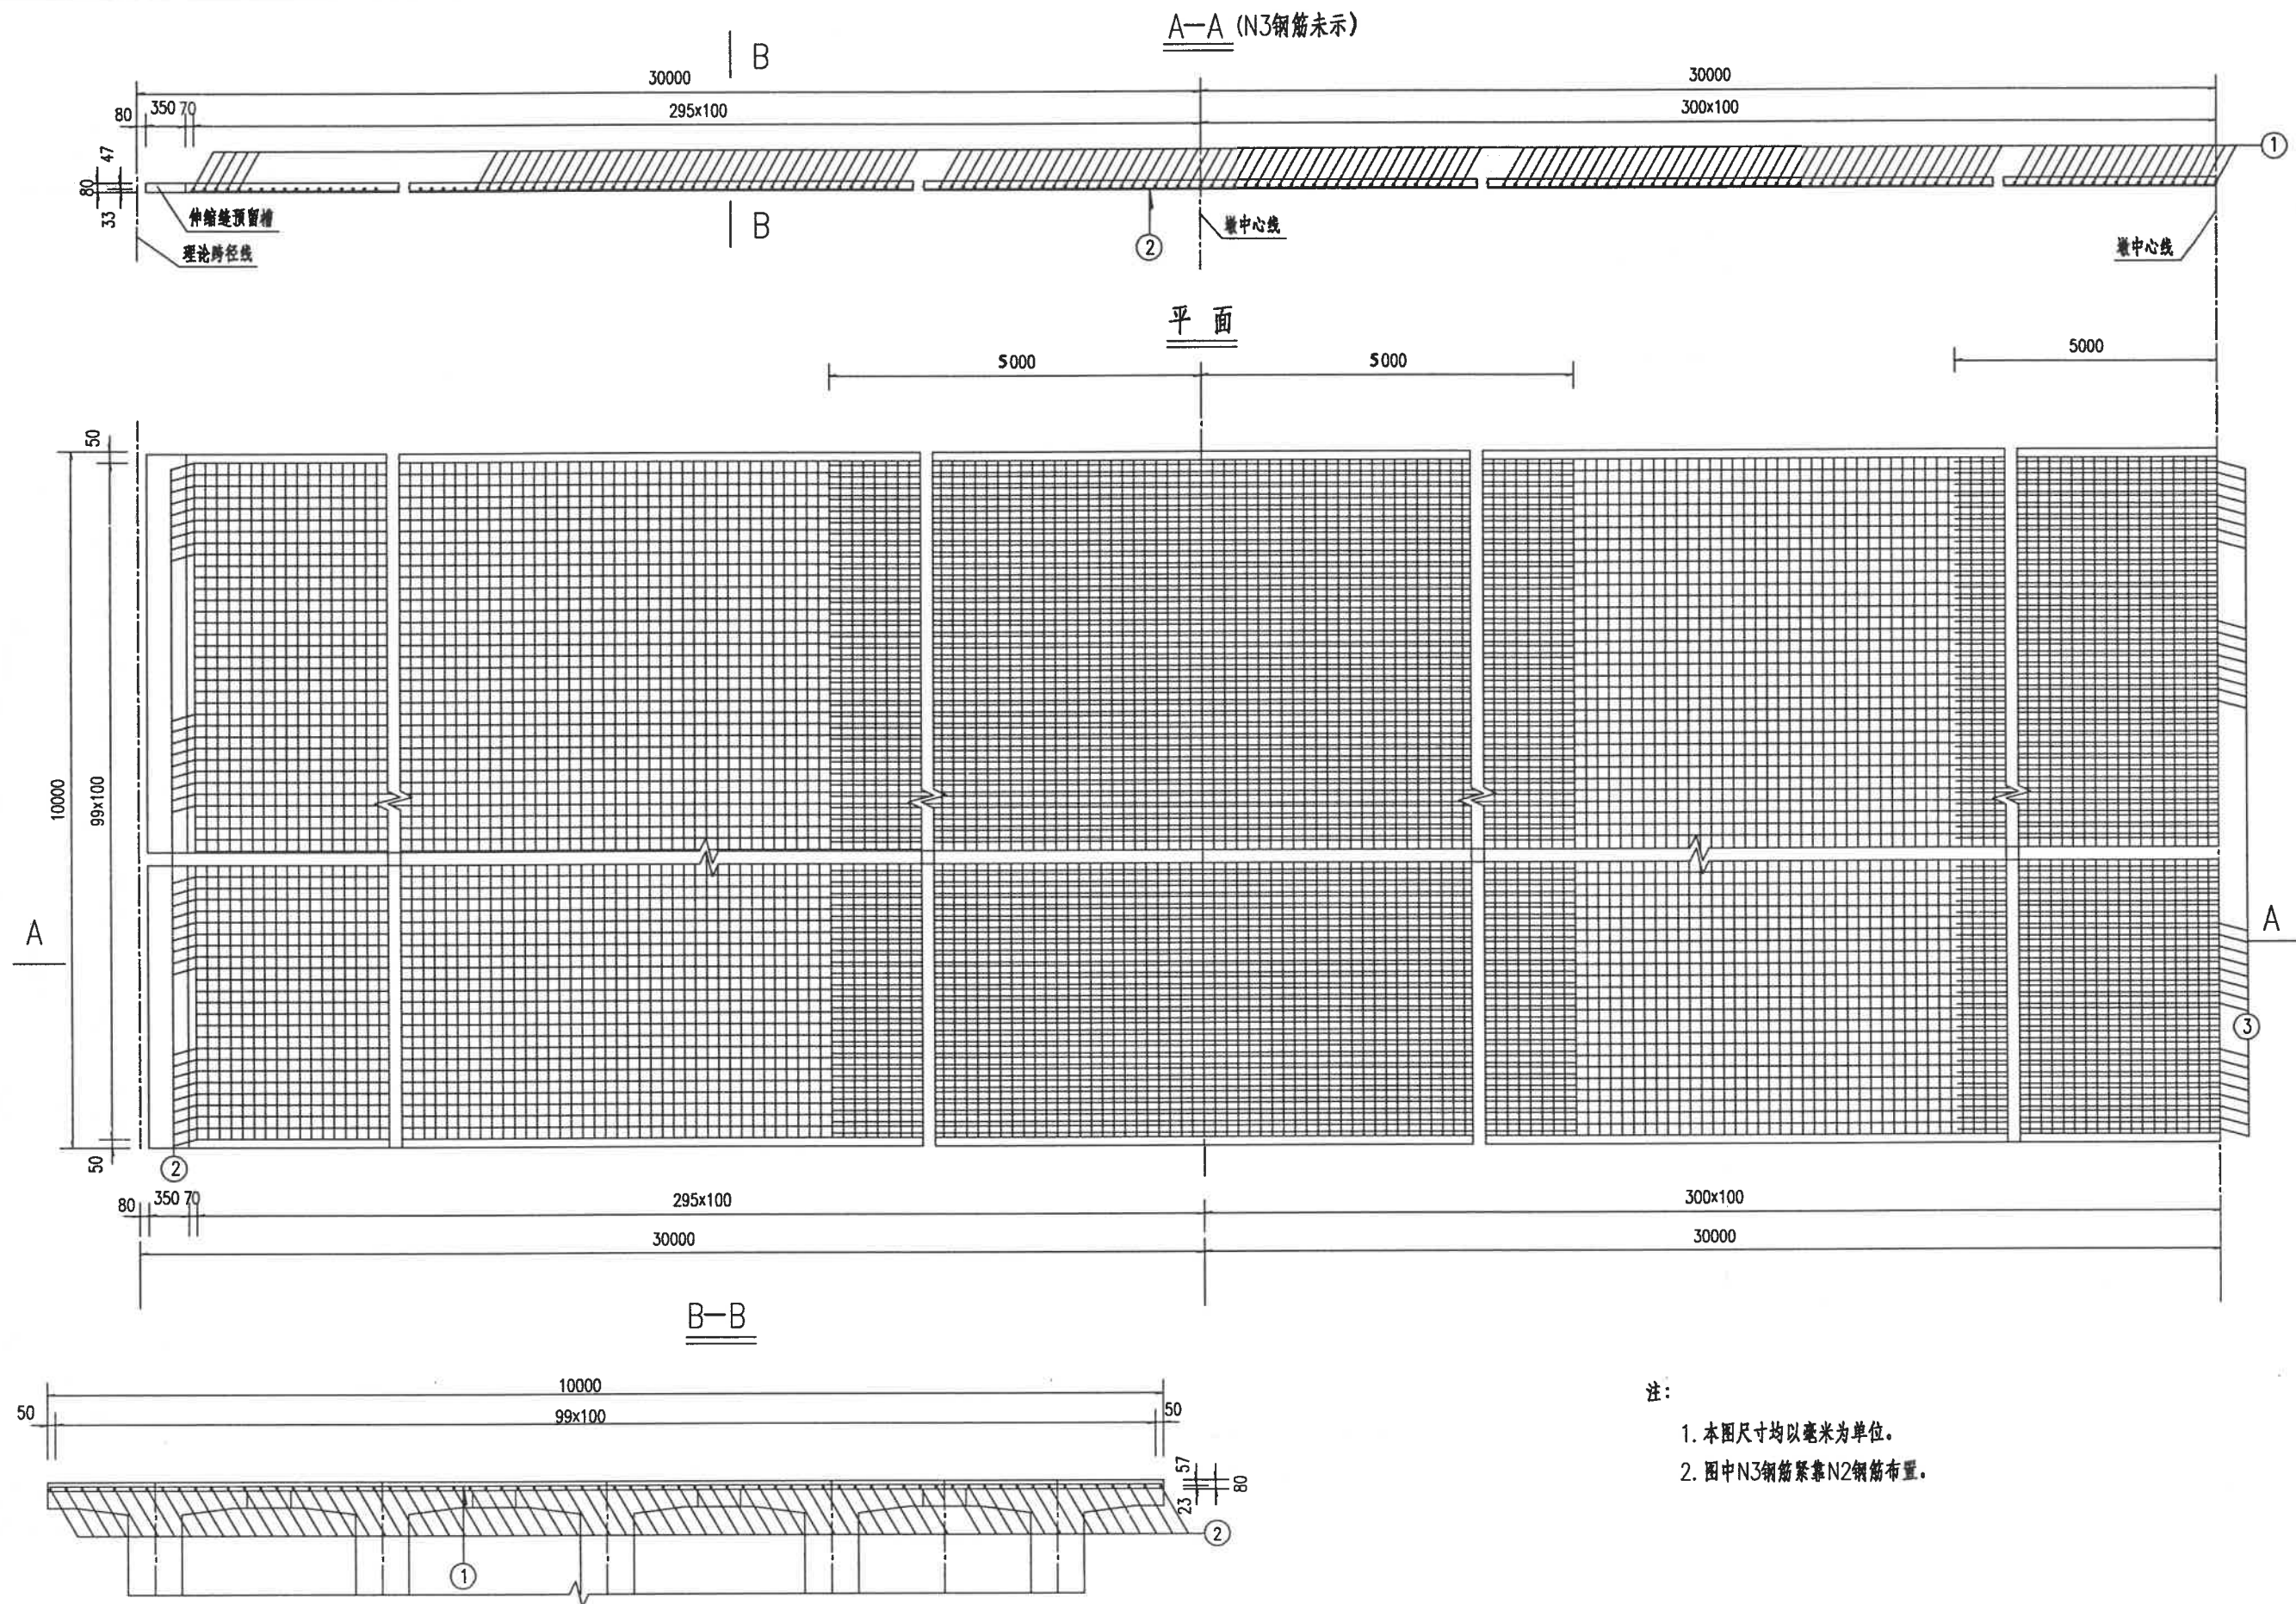 A—A (N3钢筋未示)
B
30000
30000
80
350
70
295x100
300x100
47
80
33
1
伸缩缝预留槽
理论跨径线
B
2
墩中心线
墩中心线
平 面
5000
5000
5000
50
10000
99x100
A
A
3
50
2
80
350
70
295x100
300x100
30000
30000
B—B
10000
50
99x100
50
57
80
23
2
1
注:
1. 本图尺寸均以毫米为单位。
2. 图中N3钢筋紧靠N2钢筋布置。